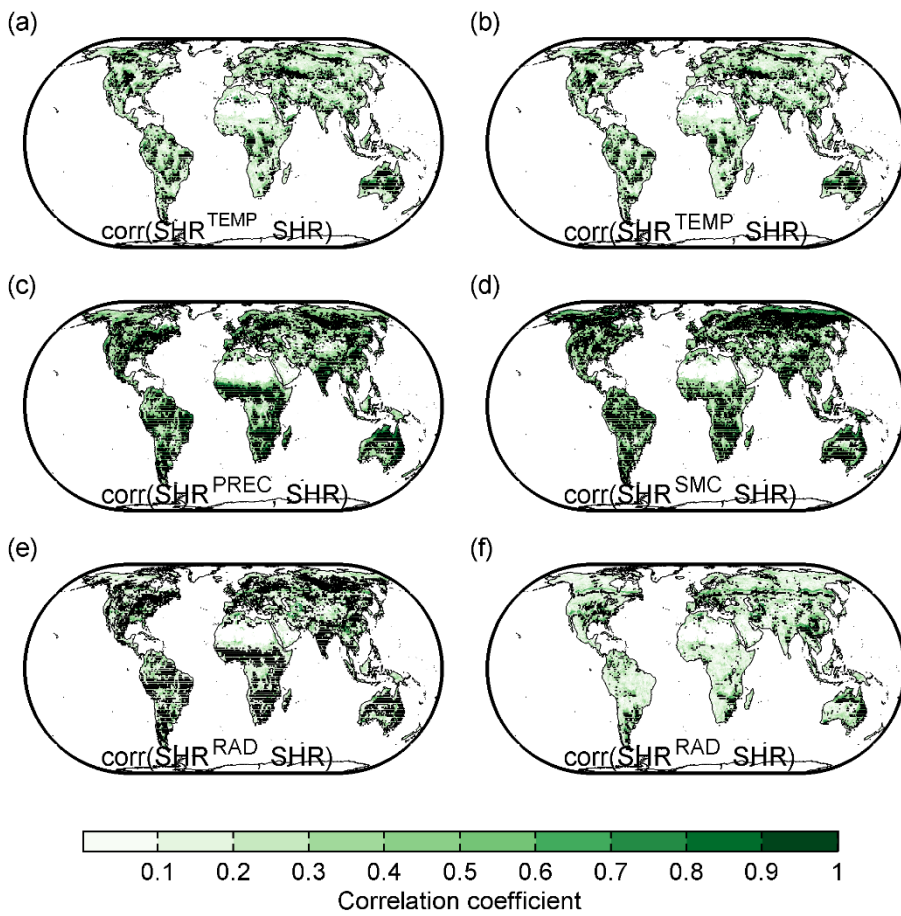 (a)
(b)
corr(SHR^TEMP SHR)
corr(SHR^TEMP SHR)
(c)
(d)
corr(SHR^PREC SHR)
corr(SHR^SMC SHR)
(e)
(f)
corr(SHR^RAD SHR)
corr(SHR^RAD SHR)
0.1 0.2 0.3 0.4 0.5 0.6 0.7 0.8 0.9 1
Correlation coefficient